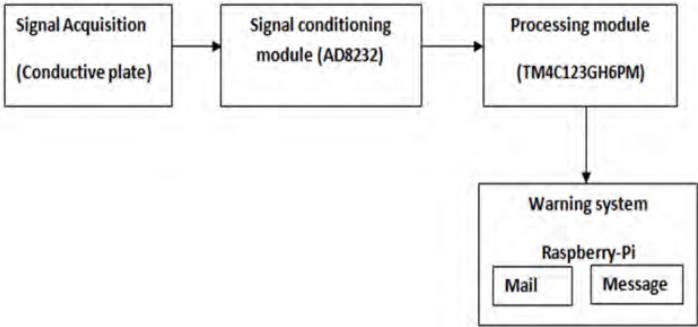 Signal Acquisition
(Conductive plate)
Signal conditioning
module (AD8232)
Processing module
(TM4C123GH6PM)
Warning system
Raspberry-Pi
Mail
Message